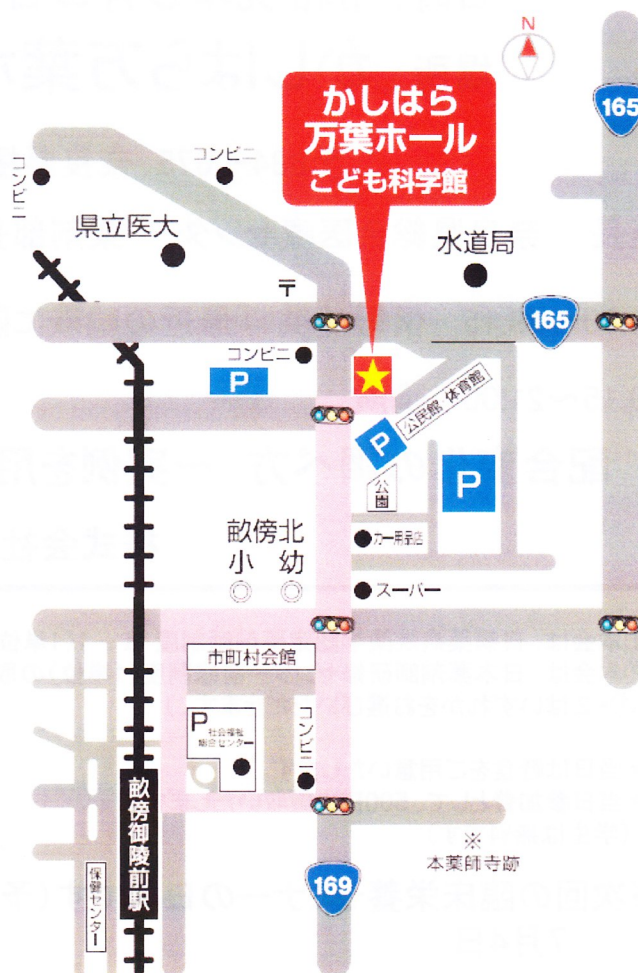 N
165
かしはら
万葉ホール
こども科学館
コンビニ
コンビニ
県立医大
水道局
〒
165
コンビニ
P
公民館 体育館
P
P
公園
畝傍北
小 幼
カー用品店
スーパー
市町村会館
P
社会福祉
総合センター
コンビニ
畝傍御陵前駅
※
本薬師寺跡
保健センター
169